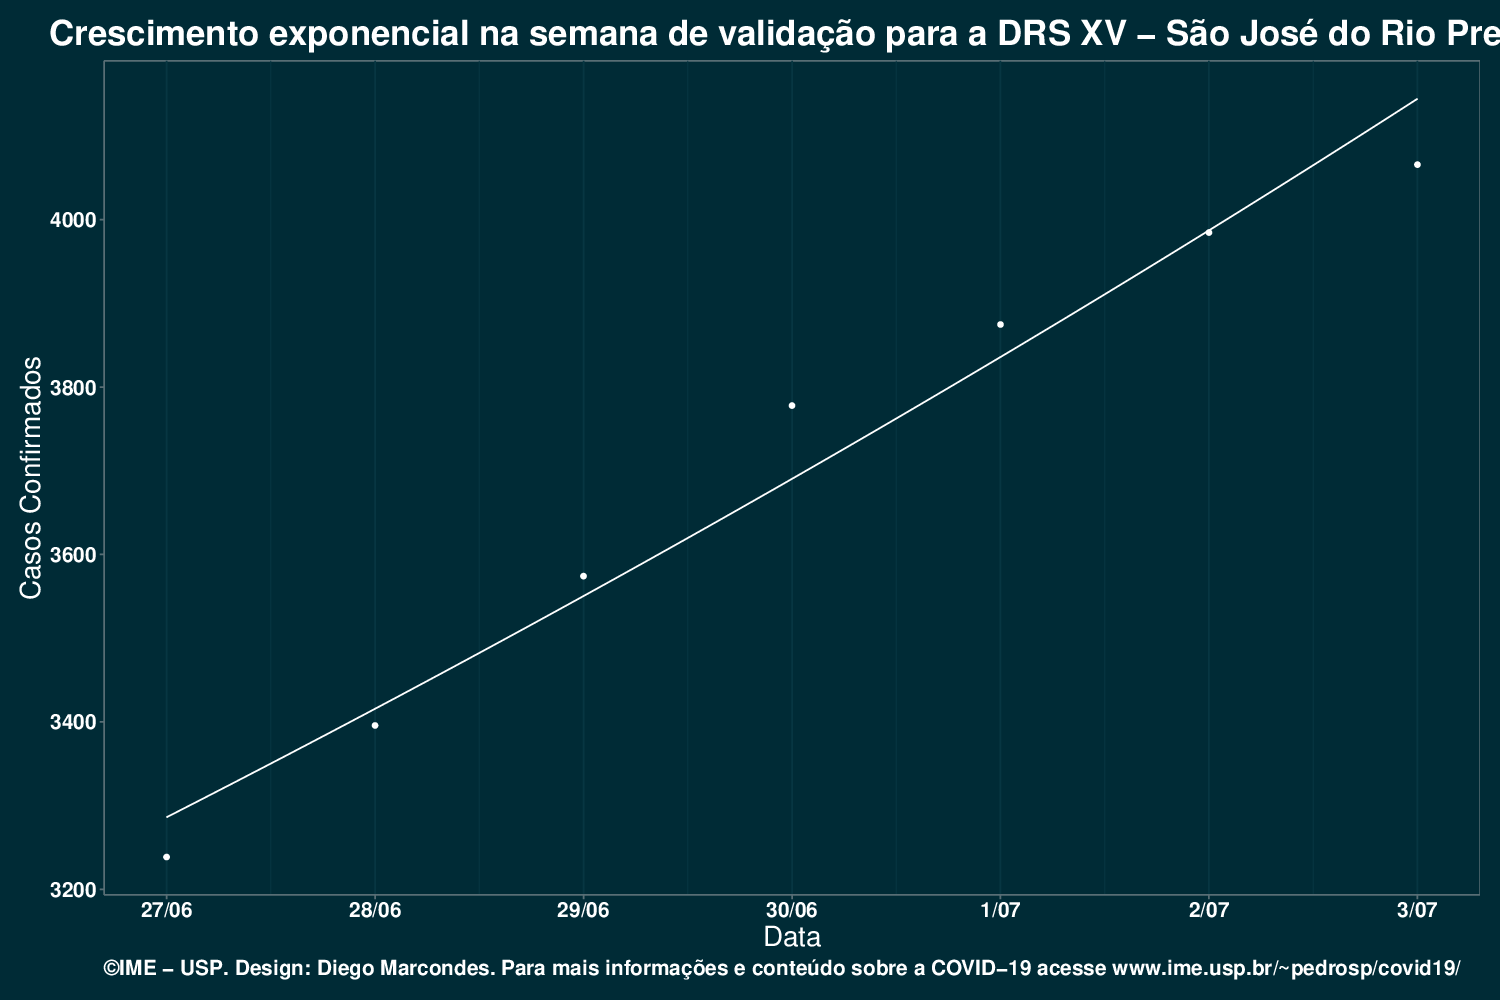 Crescimento exponencial na semana de validação para a DRS XV – São José do Rio Pre
4000
3800
3600
3400
3200
Casos Confirmados
27/06 28/06 29/06 30/06 1/07 2/07 3/07
Data
©IME – USP. Design: Diego Marcondes. Para mais informações e conteúdo sobre a COVID–19 acesse www.ime.usp.br/~pedrosp/covid19/